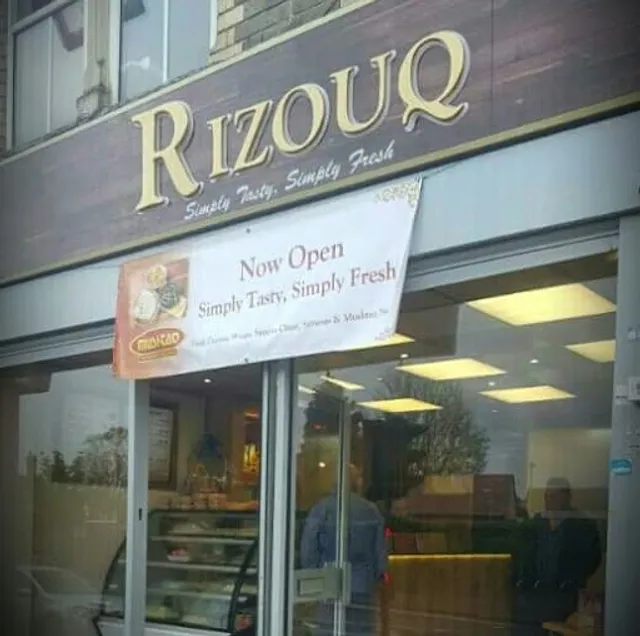 RIZOUQ
Simply Tasty, Simply Fresh
Now Open
Simply Tasty, Simply Fresh